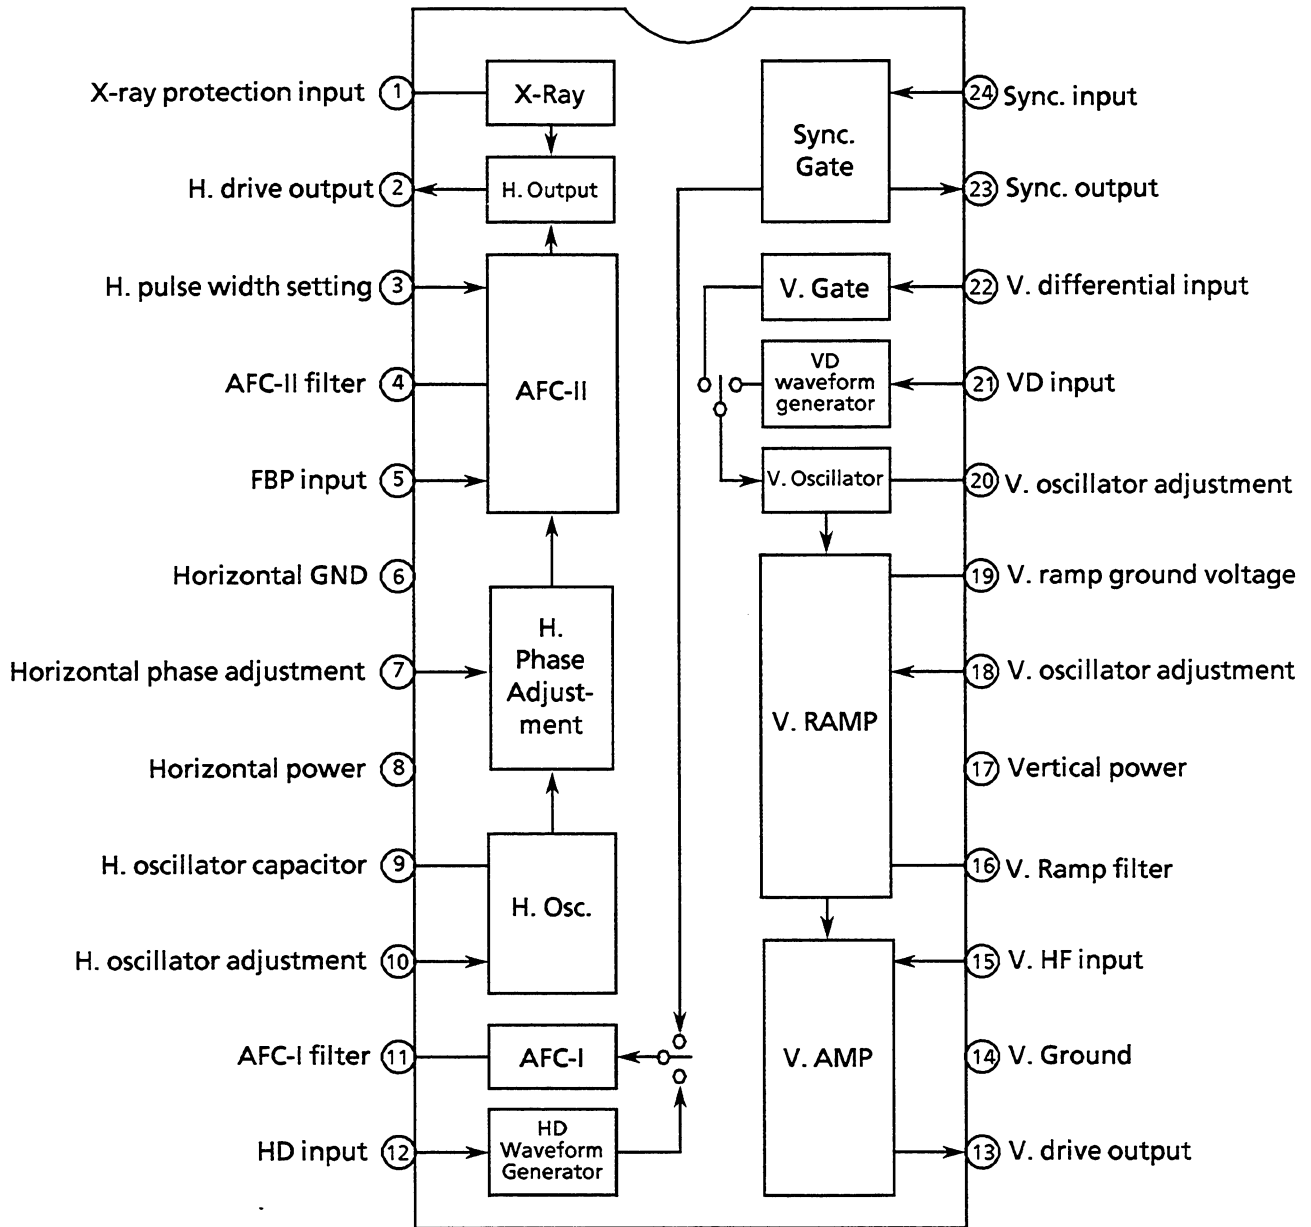 X-ray protection input 1
H. drive output 2
H. pulse width setting 3
AFC-II filter 4
FBP input 5
Horizontal GND 6
Horizontal phase adjustment 7
Horizontal power 8
H. oscillator capacitor 9
H. oscillator adjustment 10
AFC-I filter 11
HD input 12
X-Ray
H. Output
AFC-II
H.
Phase
Adjust-
ment
H. Osc.
AFC-I
HD
Waveform
Generator
Sync.
Gate
V. Gate
VD
waveform
generator
V. Oscillator
V. RAMP
V. AMP
24 Sync. input
23 Sync. output
22 V. differential input
21 VD input
20 V. oscillator adjustment
19 V. ramp ground voltage
18 V. oscillator adjustment
17 Vertical power
16 V. Ramp filter
15 V. HF input
14 V. Ground
13 V. drive output